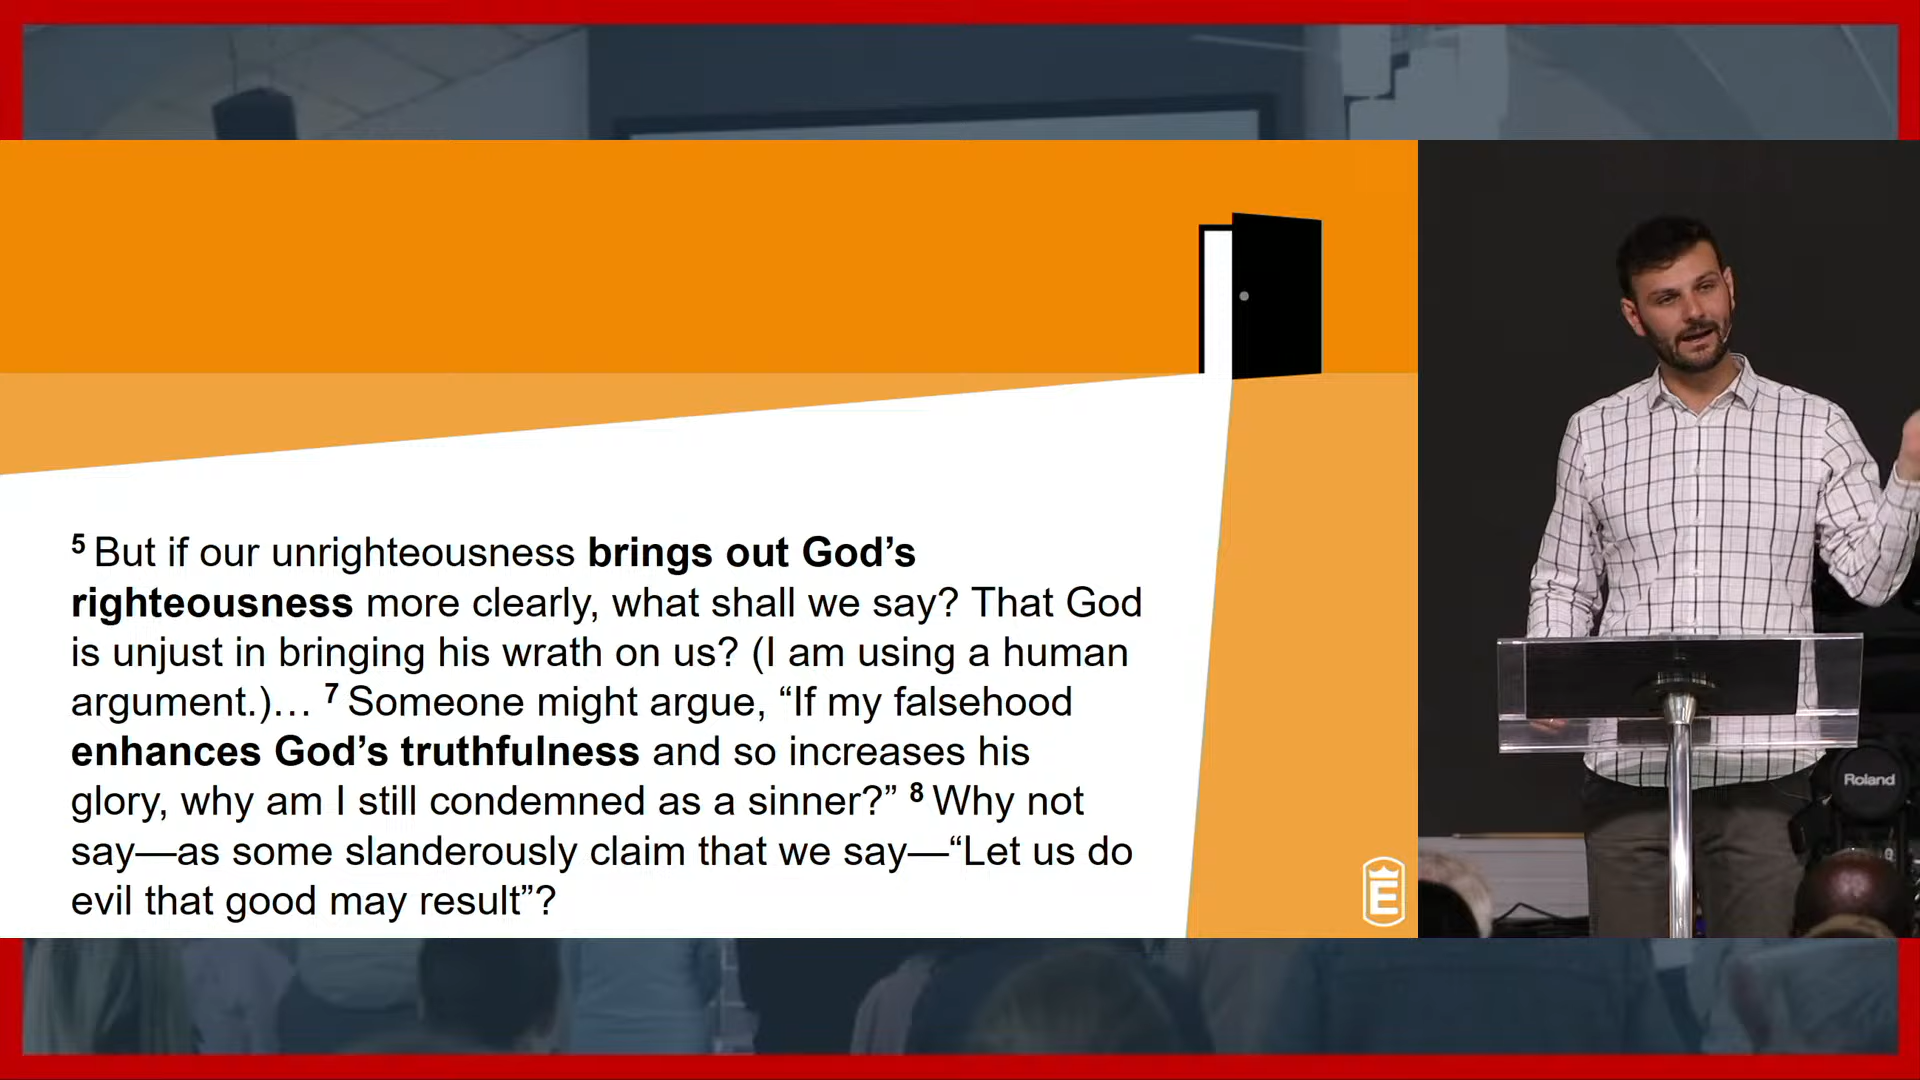 5 But if our unrighteousness brings out God’s
righteousness more clearly, what shall we say? That God
is unjust in bringing his wrath on us? (I am using a human
argument.)… 7 Someone might argue, “If my falsehood
enhances God’s truthfulness and so increases his
glory, why am I still condemned as a sinner?” 8 Why not
say—as some slanderously claim that we say—“Let us do
evil that good may result”?
E
Roland